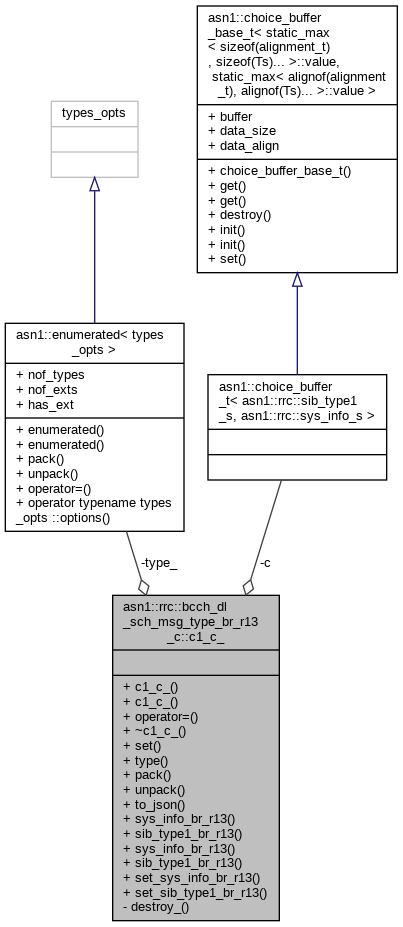 asn1::choice_buffer
_base_t< static_max
< sizeof(alignment_t)
, sizeof(Ts)... >::value,
static_max< alignof(alignment
_t), alignof(Ts)... >::value >
+ buffer
+ data_size
+ data_align
+ choice_buffer_base_t()
+ get()
+ get()
+ destroy()
+ init()
+ init()
+ set()
types_opts
asn1::enumerated< types
_opts >
+ nof_types
+ nof_exts
+ has_ext
+ enumerated()
+ enumerated()
+ pack()
+ unpack()
+ operator=()
+ operator typename types
_opts ::options()
asn1::choice_buffer
_t< asn1::rrc::sib_type1
_s, asn1::rrc::sys_info_s >
-type_
-c
asn1::rrc::bcch_dl
_sch_msg_type_br_r13
_c::c1_c_
+ c1_c_()
+ c1_c_()
+ operator=()
+ ~c1_c_()
+ set()
+ type()
+ pack()
+ unpack()
+ to_json()
+ sys_info_br_r13()
+ sib_type1_br_r13()
+ sys_info_br_r13()
+ sib_type1_br_r13()
+ set_sys_info_br_r13()
+ set_sib_type1_br_r13()
- destroy_()